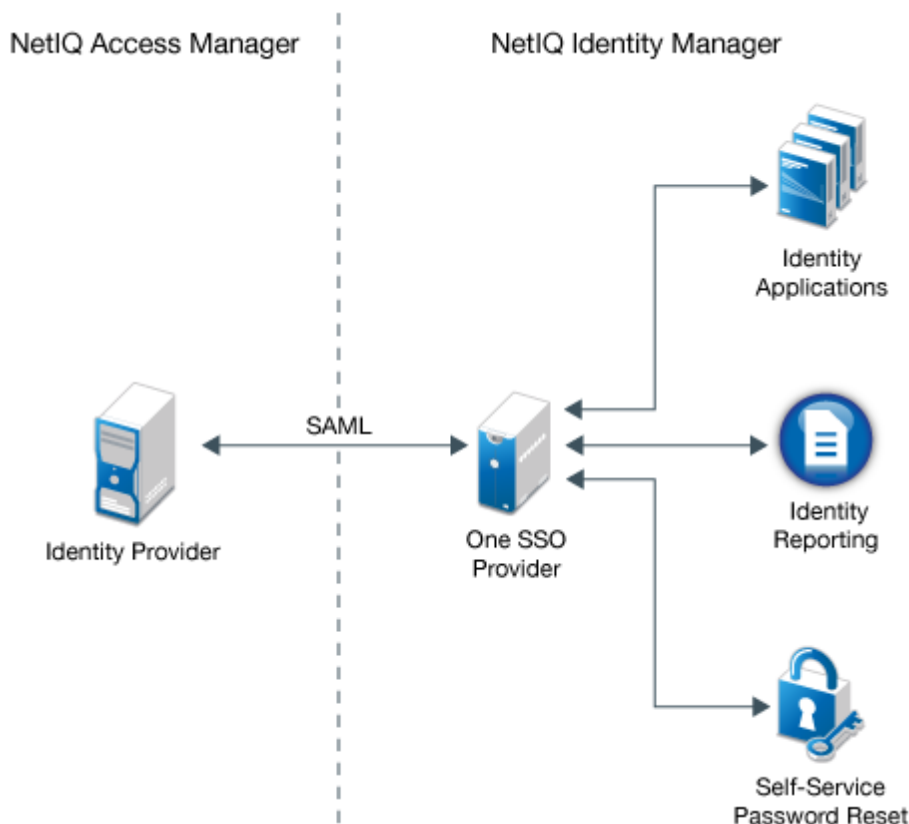 NetIQ Access Manager
NetIQ Identity Manager
Identity
Applications
SAML
Identity Provider
One SSO
Provider
Identity
Reporting
Self-Service
Password Reset